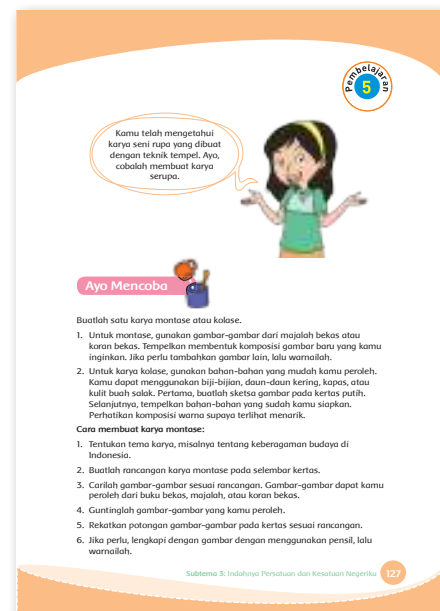 Pembelajaran
5
Kamu telah mengetahui
karya seni rupa yang dibuat
dengan teknik tempel. Ayo,
cobalah membuat karya
serupa.
Ayo Mencoba
Buatlah satu karya montase atau kolase.
1. Untuk montase, gunakan gambar-gambar dari majalah bekas atau
koran bekas. Tempelkan membentuk komposisi gambar baru yang kamu
inginkan. Jika perlu tambahkan gambar lain, lalu warnailah.
2. Untuk karya kolase, gunakan bahan-bahan yang mudah kamu peroleh.
Kamu dapat menggunakan biji-bijian, daun-daun kering, kapas, atau
kulit buah salak. Pertama, buatlah sketsa gambar pada kertas putih.
Selanjutnya, tempelkan bahan-bahan yang sudah kamu siapkan.
Perhatikan komposisi warna supaya terlihat menarik.
Cara membuat karya montase:
1. Tentukan tema karya, misalnya tentang keberagaman budaya di
Indonesia.
2. Buatlah rancangan karya montase pada selembar kertas.
3. Carilah gambar-gambar sesuai rancangan. Gambar-gambar dapat kamu
peroleh dari buku bekas, majalah, atau koran bekas.
4. Guntinglah gambar-gambar yang kamu peroleh.
5. Rekatkan potongan gambar-gambar pada kertas sesuai rancangan.
6. Jika perlu, lengkapi dengan gambar dengan menggunakan pensil, lalu
warnailah.
Subtema 3: Indahnya Persatuan dan Kesatuan Negeriku 127